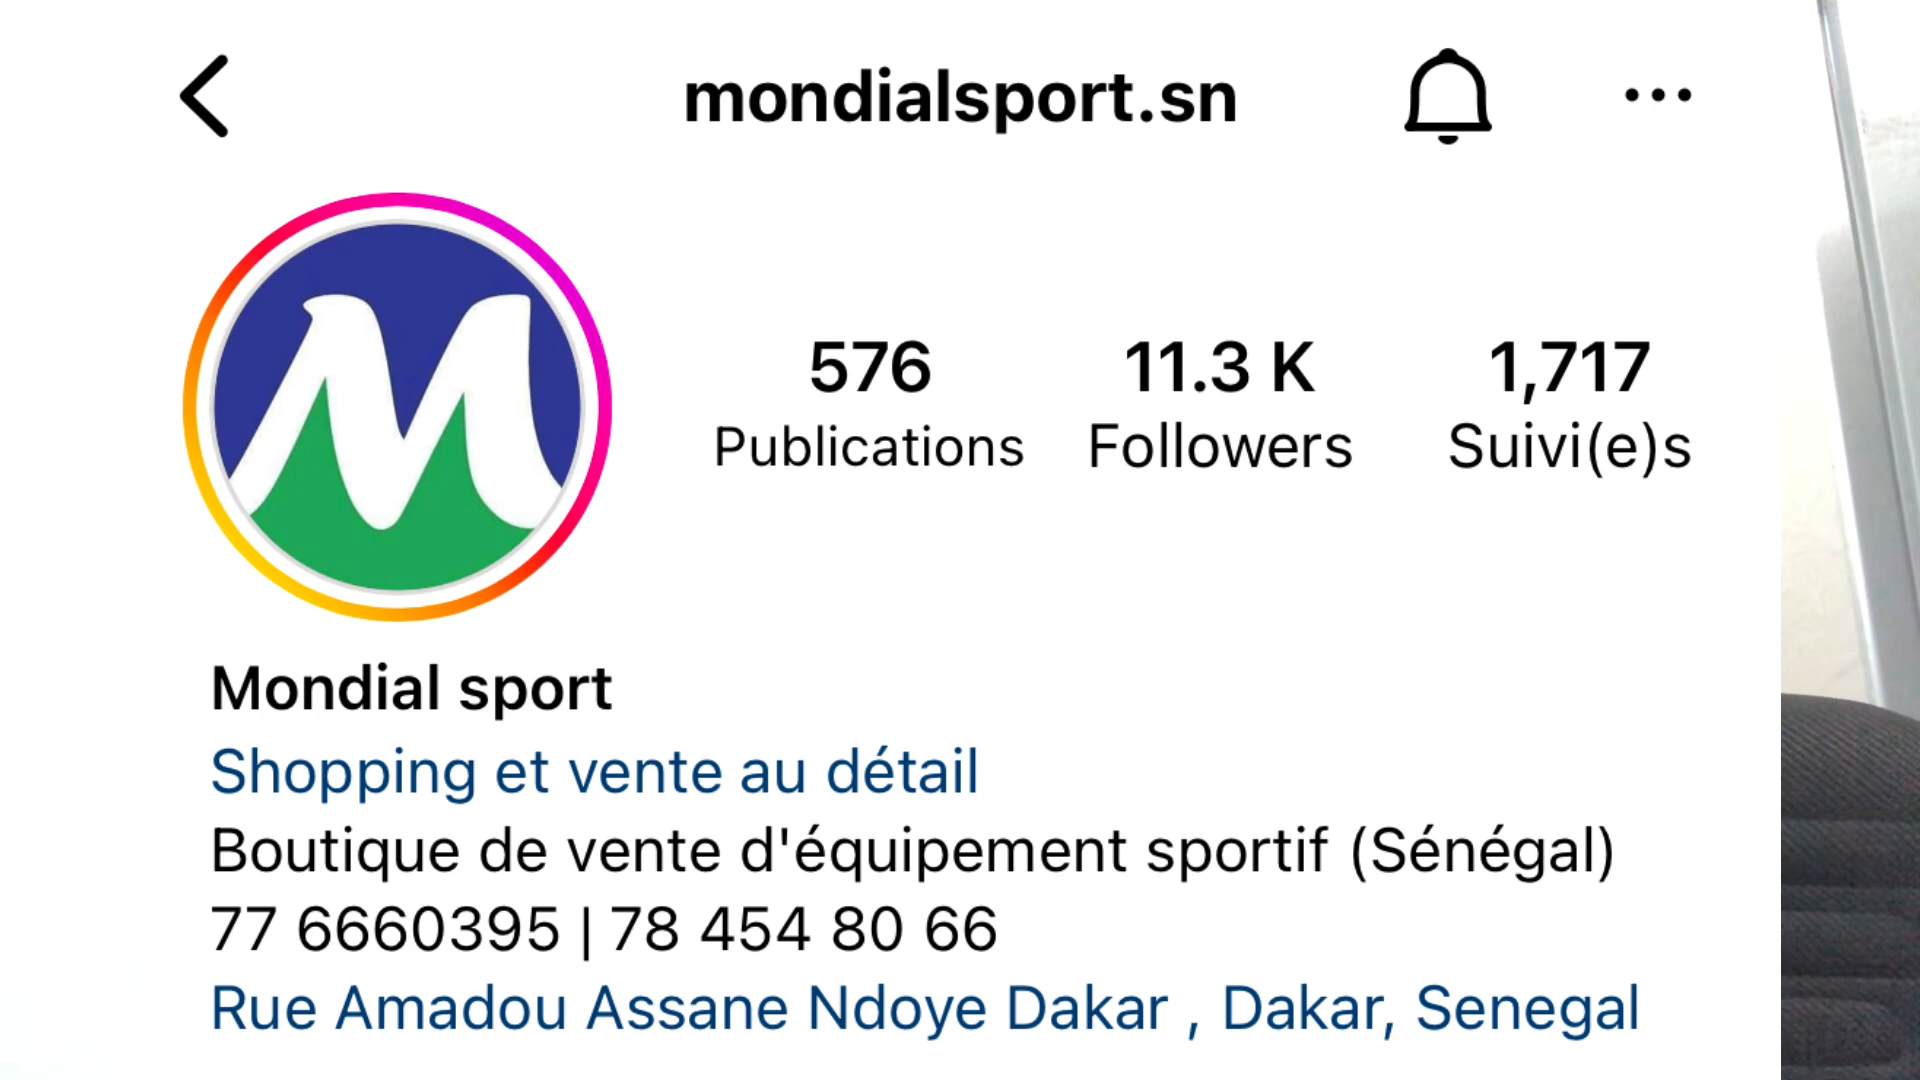 mondialsport.sn
576 11.3 K 1,717
Publications Followers Suivi(e)s
Mondial sport
Shopping et vente au détail
Boutique de vente d'équipement sportif (Sénégal)
77 6660395 | 78 454 80 66
Rue Amadou Assane Ndoye Dakar , Dakar, Senegal